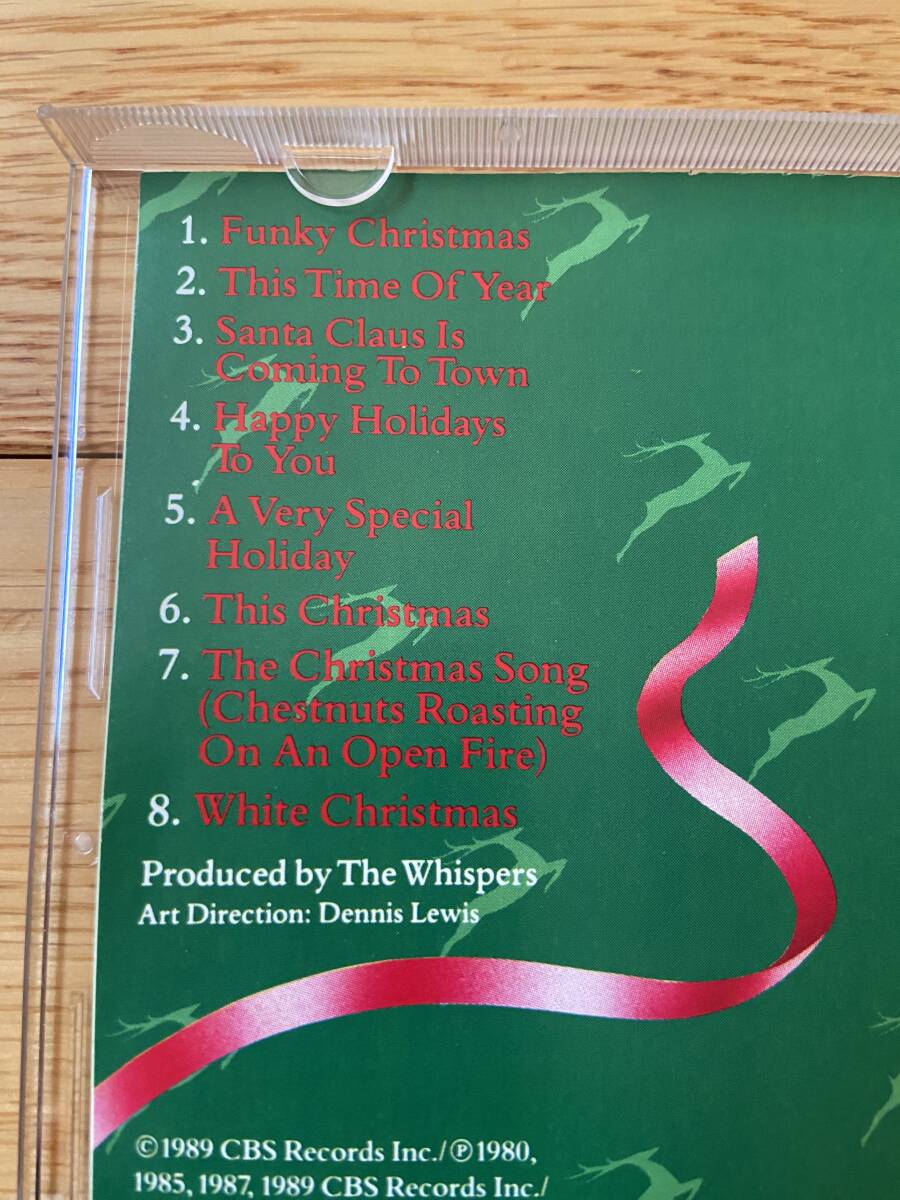 1. Funky Christmas
2. This Time Of Year
3. Santa Claus Is
Coming To Town
4. Happy Holidays
To You
5. A Very Special
Holiday
6. This Christmas
7. The Christmas Song
(Chestnuts Roasting
On An Open Fire)
8. White Christmas
Produced by The Whispers
Art Direction: Dennis Lewis
©1989 CBS Records Inc./℗1980,
1985, 1987, 1989 CBS Records Inc./